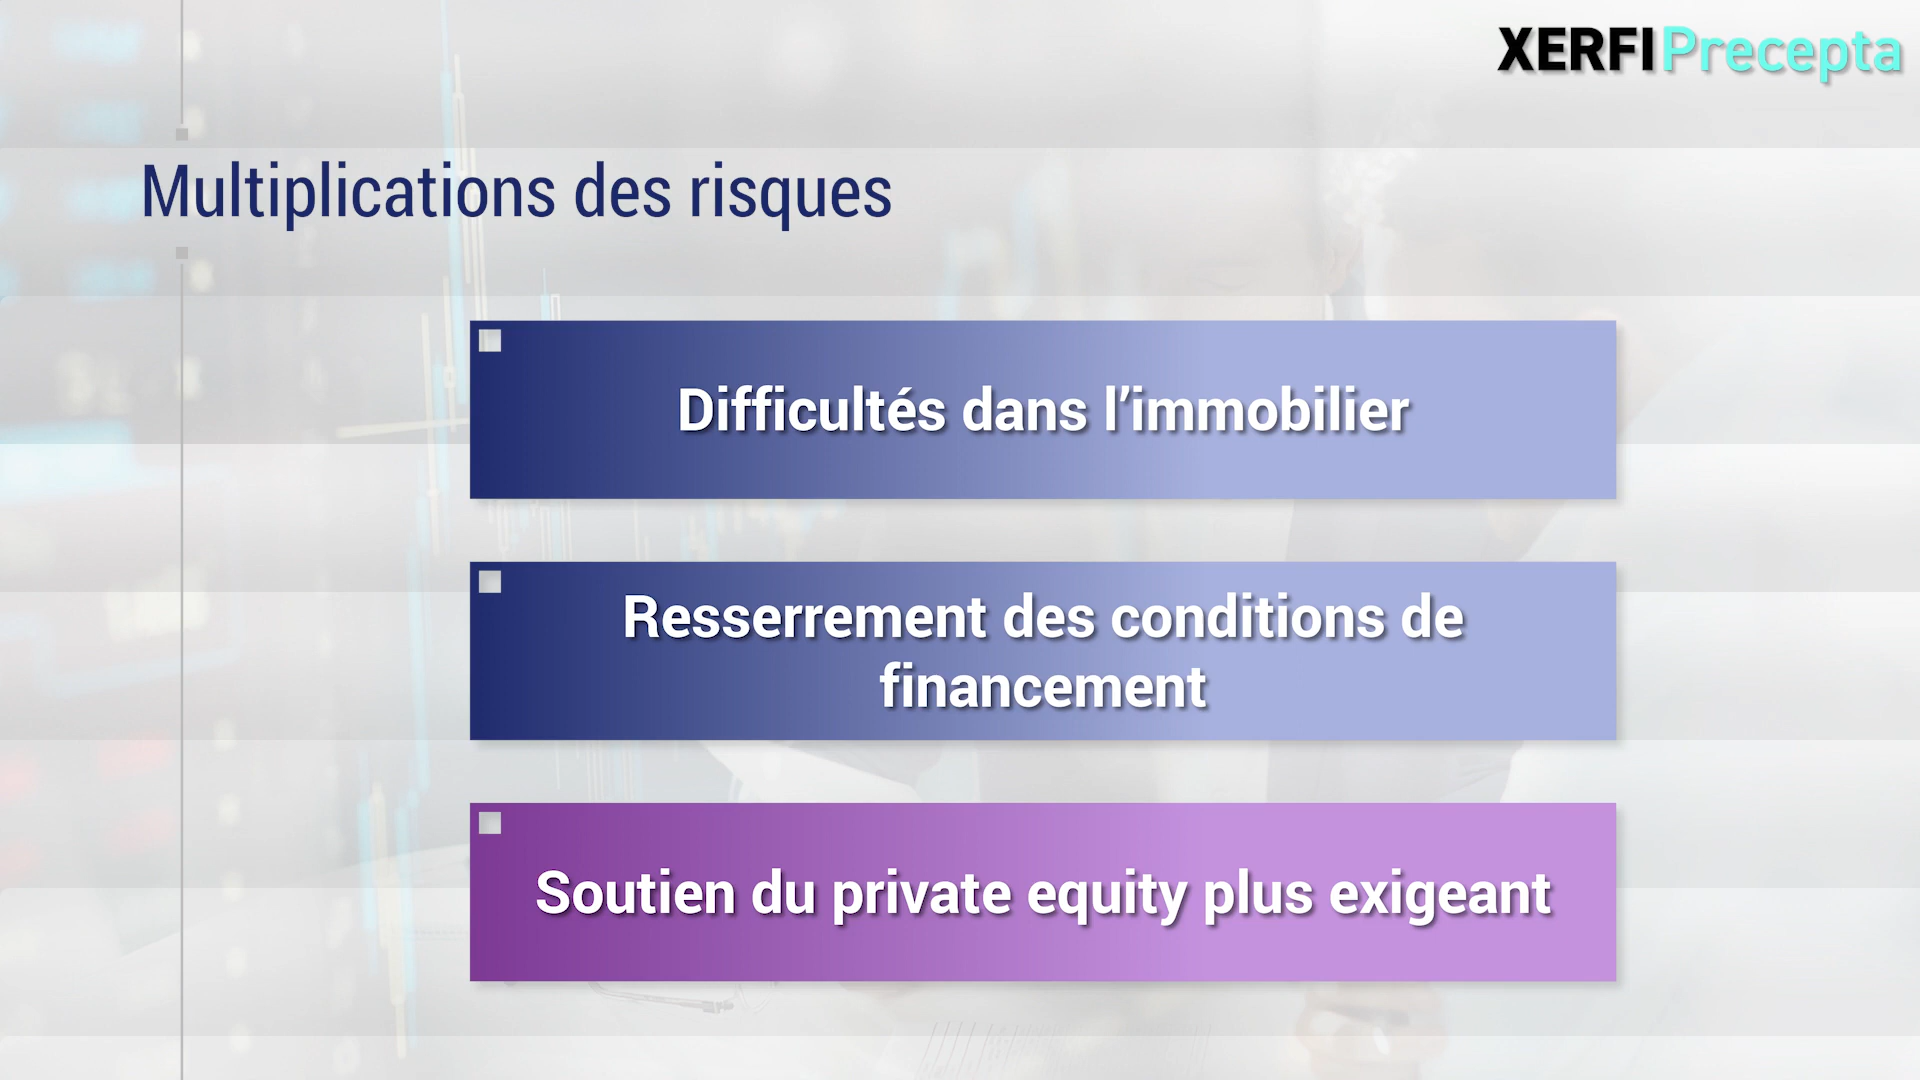 XERFI Precepta
Multiplications des risques
Difficultés dans l’immobilier
Resserrement des conditions de
financement
Soutien du private equity plus exigeant